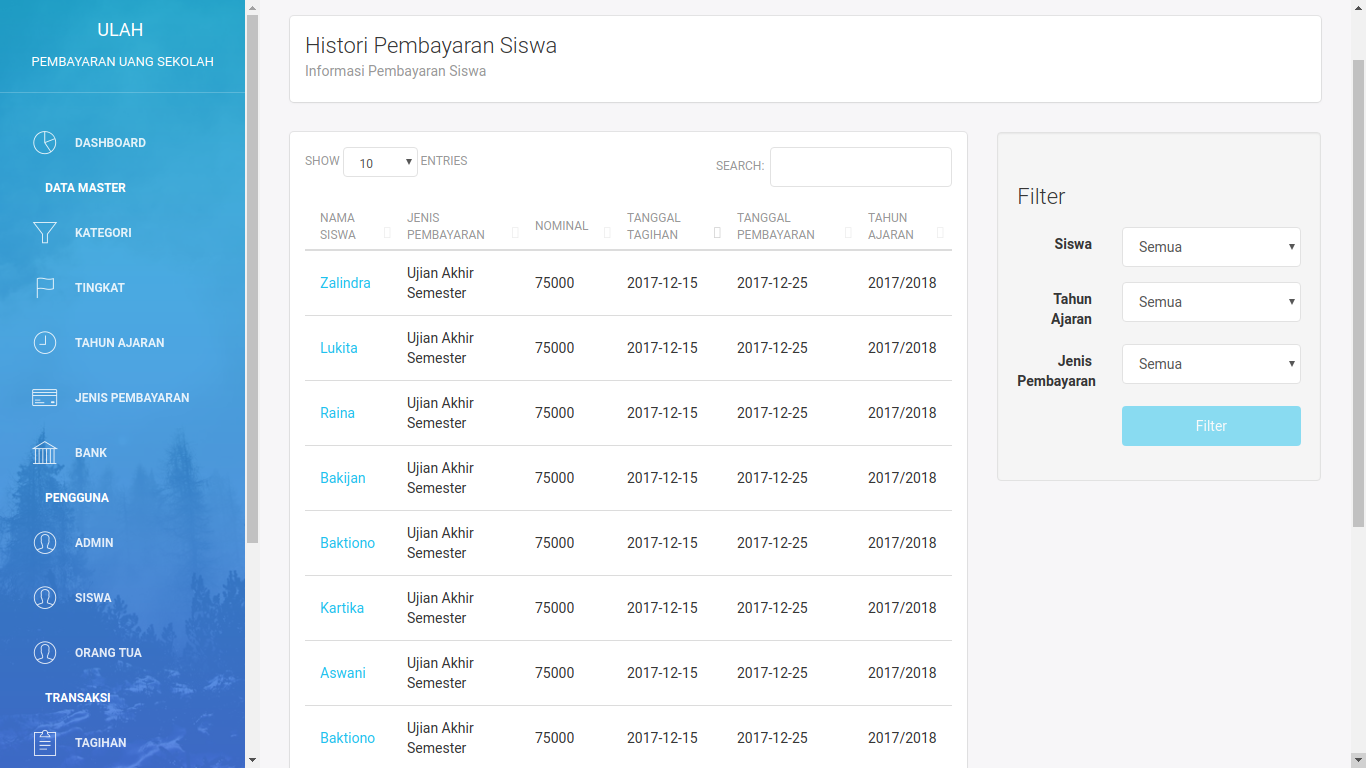 ULAH
PEMBAYARAN UANG SEKOLAH
DASHBOARD
DATA MASTER
KATEGORI
TINGKAT
TAHUN AJARAN
JENIS PEMBAYARAN
BANK
PENGGUNA
ADMIN
SISWA
ORANG TUA
TRANSAKSI
TAGIHAN
Histori Pembayaran Siswa
Informasi Pembayaran Siswa
SHOW 10 ENTRIES
SEARCH:
NAMA SISWA JENIS PEMBAYARAN NOMINAL TANGGAL TAGIHAN TANGGAL PEMBAYARAN TAHUN AJARAN
Zalindra Ujian Akhir Semester 75000 2017-12-15 2017-12-25 2017/2018
Lukita Ujian Akhir Semester 75000 2017-12-15 2017-12-25 2017/2018
Raina Ujian Akhir Semester 75000 2017-12-15 2017-12-25 2017/2018
Bakijan Ujian Akhir Semester 75000 2017-12-15 2017-12-25 2017/2018
Baktiono Ujian Akhir Semester 75000 2017-12-15 2017-12-25 2017/2018
Kartika Ujian Akhir Semester 75000 2017-12-15 2017-12-25 2017/2018
Aswani Ujian Akhir Semester 75000 2017-12-15 2017-12-25 2017/2018
Baktiono Ujian Akhir Semester 75000 2017-12-15 2017-12-25 2017/2018
Filter
Siswa Semua
Tahun Ajaran Semua
Jenis Pembayaran Semua
Filter